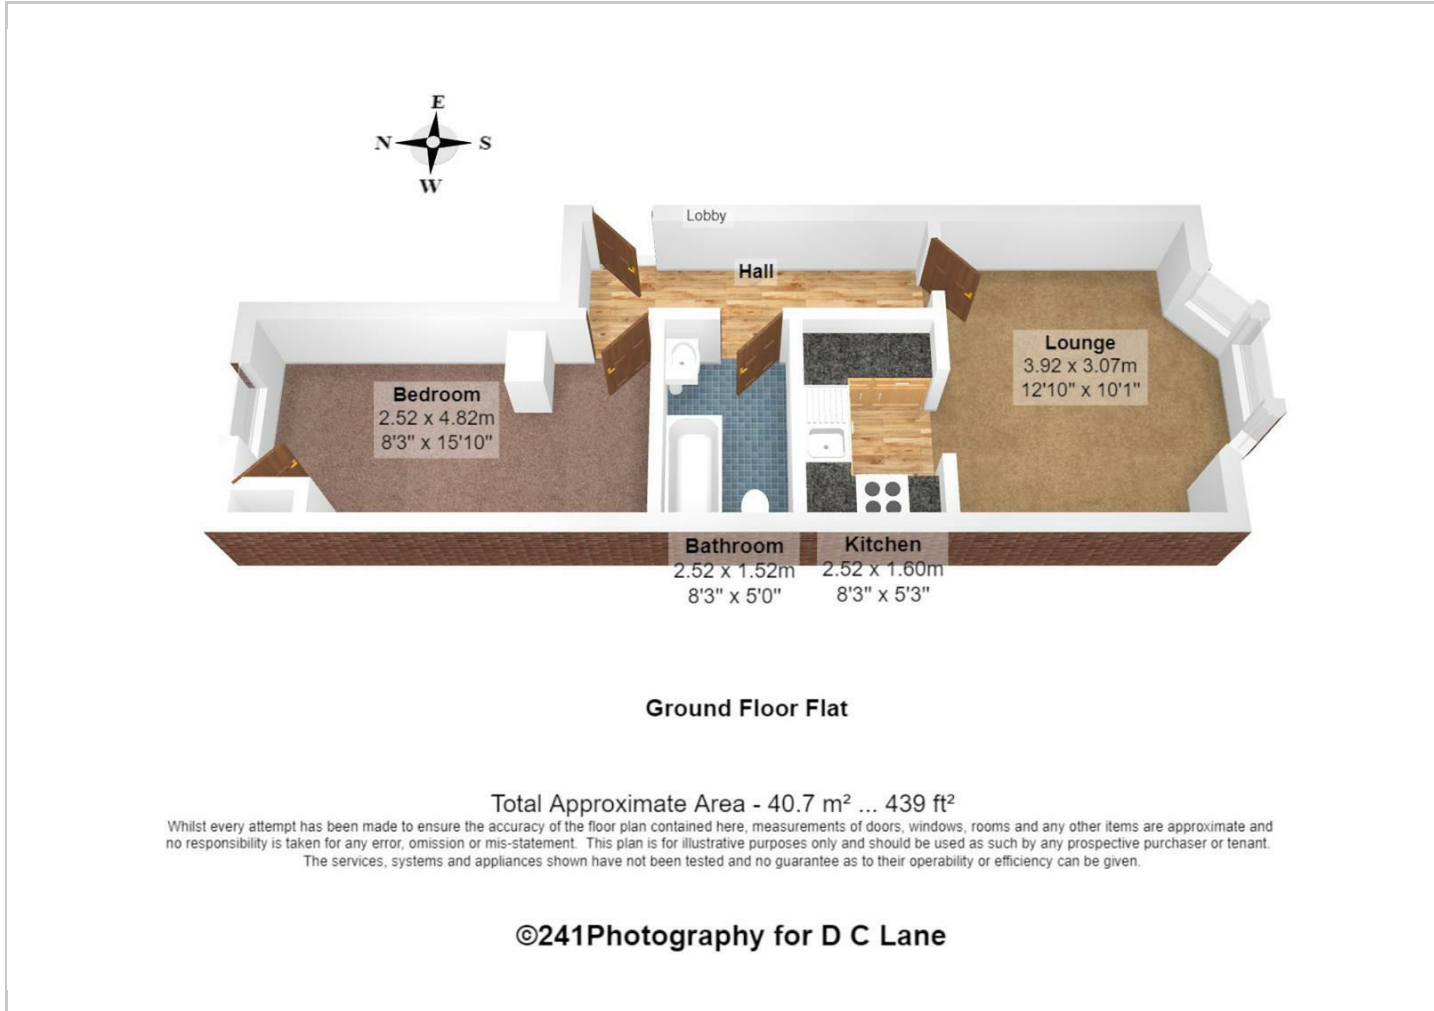 E
N S
W
Lobby
Hall
Lounge
3.92 x 3.07m
12'10" x 10'1"
Bedroom
2.52 x 4.82m
8'3" x 15'10"
Bathroom
2.52 x 1.52m
8'3" x 5'0"
Kitchen
2.52 x 1.60m
8'3" x 5'3"
Ground Floor Flat
Total Approximate Area - 40.7 m² ... 439 ft²
Whilst every attempt has been made to ensure the accuracy of the floor plan contained here, measurements of doors, windows, rooms and any other items are approximate and
no responsibility is taken for any error, omission or mis-statement. This plan is for illustrative purposes only and should be used as such by any prospective purchaser or tenant.
The services, systems and appliances shown have not been tested and no guarantee as to their operability or efficiency can be given.
©241Photography for D C Lane